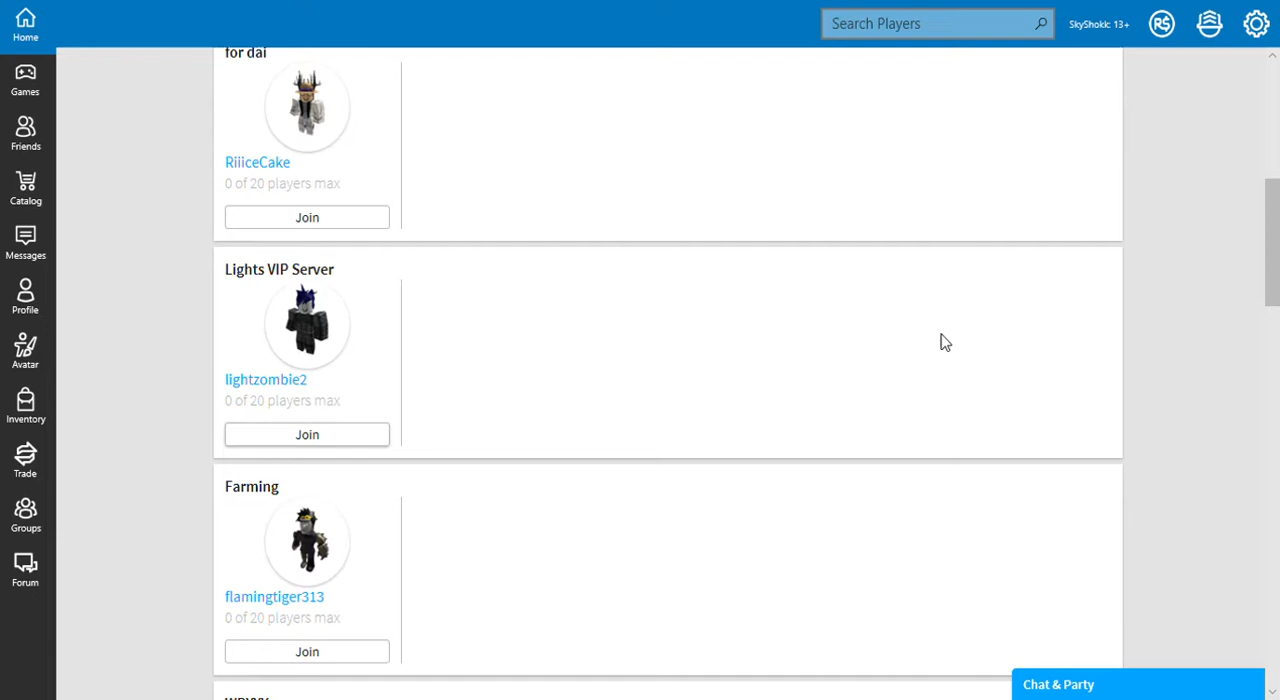 Home
Search Players
SkyShoklc 13+
R$
Games
Friends
Catalog
Messages
Profile
Avatar
Inventory
Trade
Groups
Forum
for dai
RiiiceCake
0 of 20 players max
Join
Lights VIP Server
lightzombie2
0 of 20 players max
Join
Farming
flamingtiger313
0 of 20 players max
Join
Chat & Party